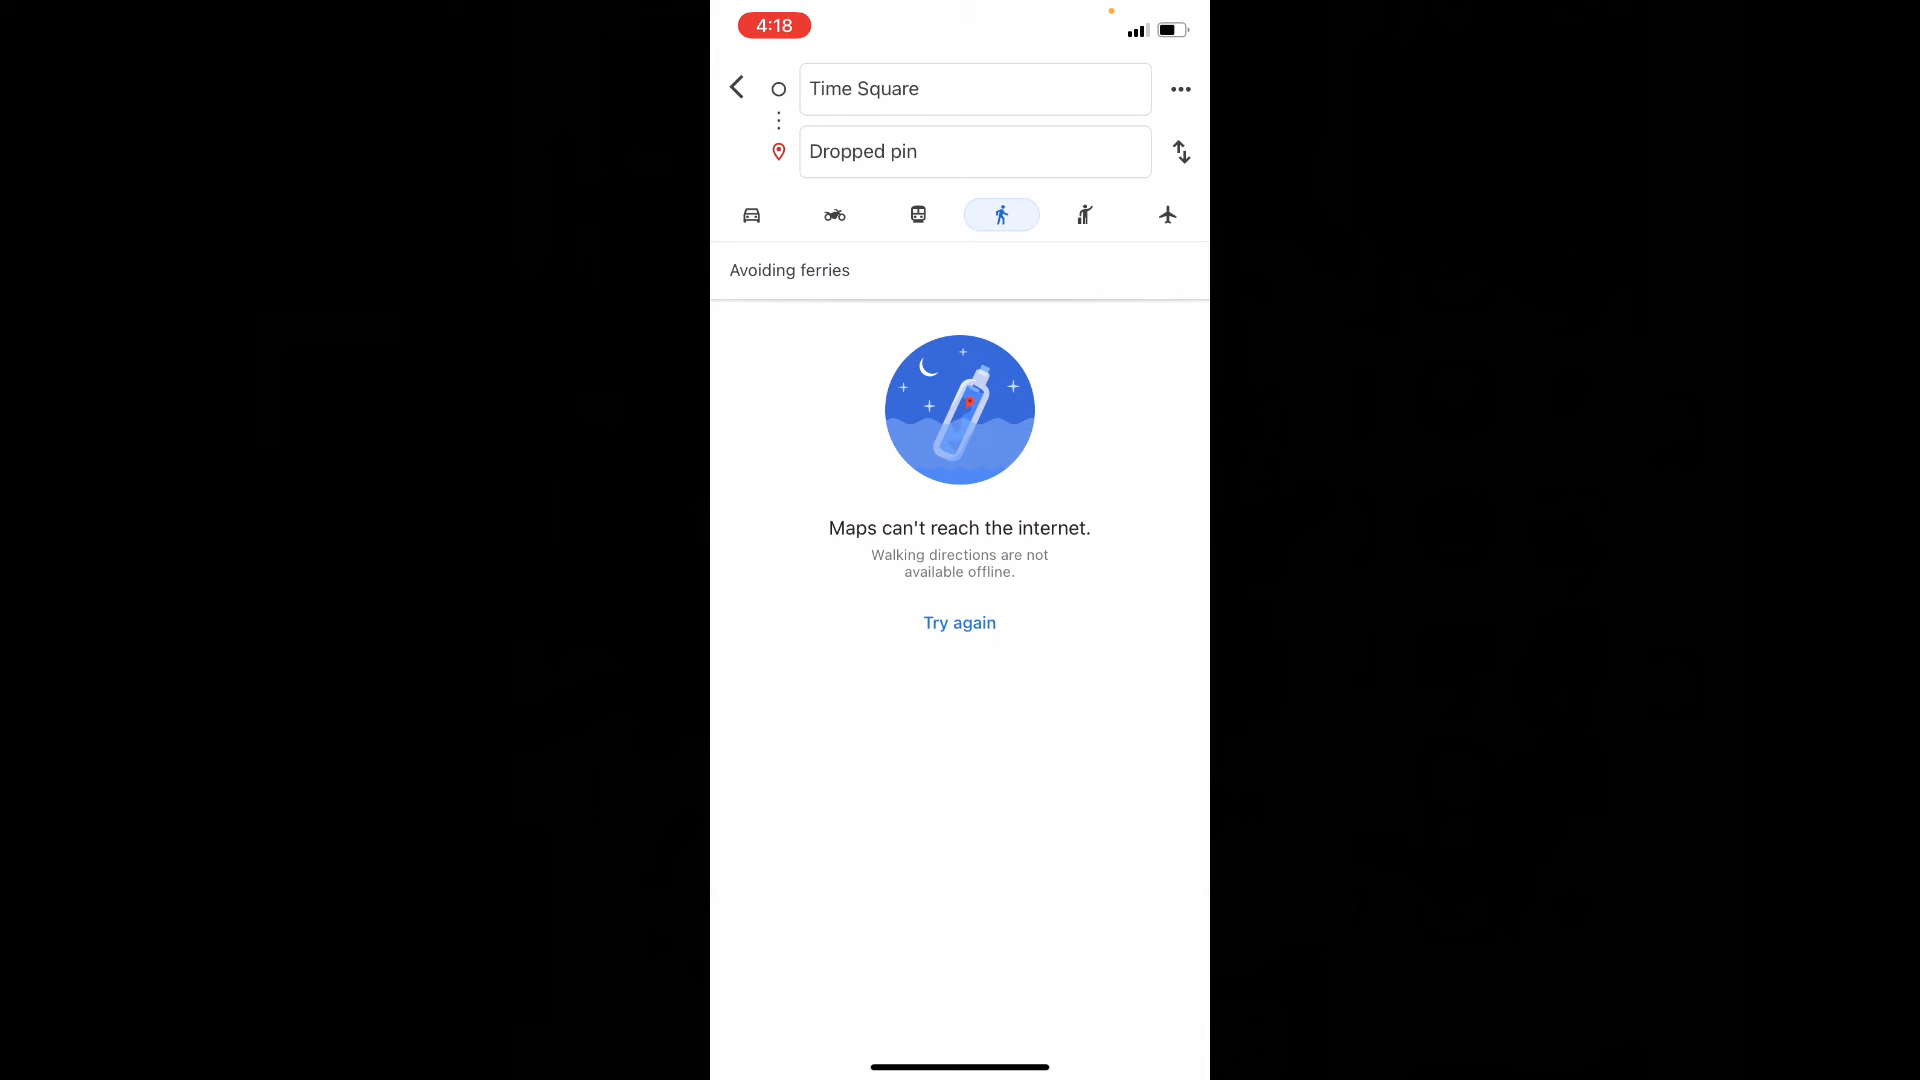 4:18
Time Square
Dropped pin
Avoiding ferries
Maps can't reach the internet.
Walking directions are not
available offline.
Try again